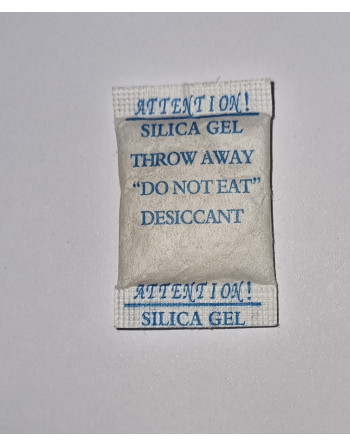 ATTENTION!
SILICA GEL
THROW AWAY
“DO NOT EAT”
DESICCANT
ATTENTION!
SILICA GEL